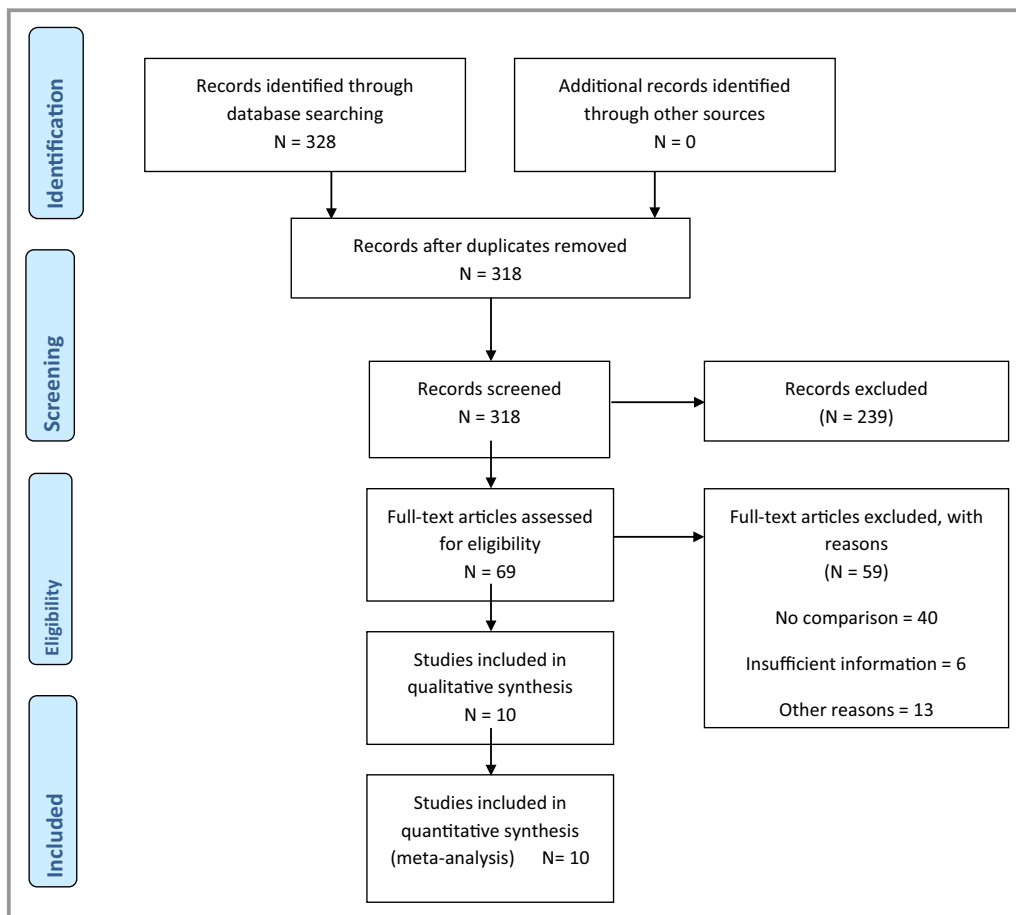 Identification
Records identified through
database searching
N = 328
Additional records identified
through other sources
N = 0
Records after duplicates removed
N = 318
Screening
Records screened
N = 318
Records excluded
(N = 239)
Eligibility
Full-text articles assessed
for eligibility
N = 69
Full-text articles excluded, with
reasons
(N = 59)
No comparison = 40
Insufficient information = 6
Other reasons = 13
Studies included in
qualitative synthesis
N = 10
Included
Studies included in
quantitative synthesis
(meta-analysis) N= 10